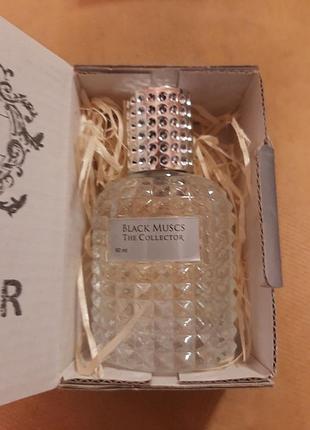 BLACK MUSCS
THE COLLECTOR
60 ml
R